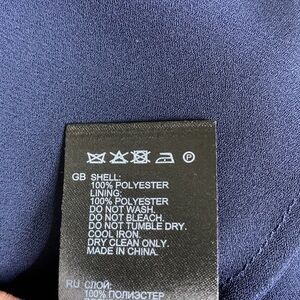 P
GB SHELL:
100% POLYESTER
LINING:
100% POLYESTER
DO NOT WASH.
DO NOT BLEACH.
DO NOT TUMBLE DRY.
COOL IRON.
DRY CLEAN ONLY.
MADE IN CHINA.
RU СЛОЙ:
100% ПОЛИЭСТЕР